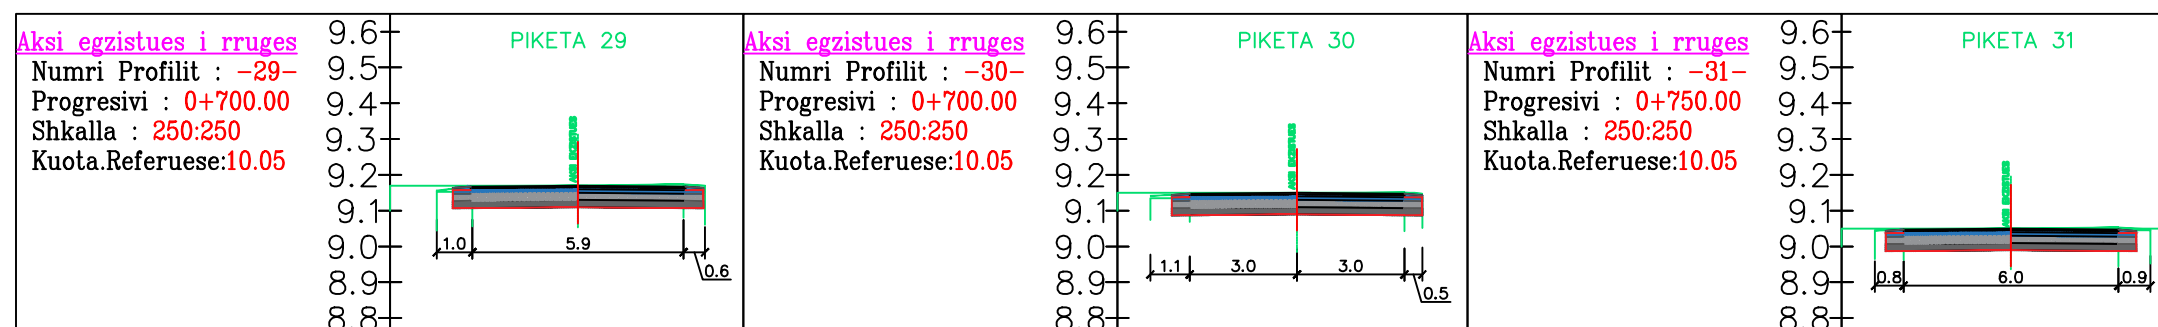 Aksi egzistues i rruges
Numri Profilit : -29-
Progresivi : 0+700.00
Shkalla : 250:250
Kuota.Referuese:10.05
9.6
9.5
9.4
9.3
9.2
9.1
9.0
8.9
8.8
PIKETA 29
1.0
5.9
0.6
Aksi egzistues i rruges
Numri Profilit : -30-
Progresivi : 0+700.00
Shkalla : 250:250
Kuota.Referuese:10.05
9.6
9.5
9.4
9.3
9.2
9.1
9.0
8.9
8.8
PIKETA 30
1.1
3.0
3.0
0.5
Aksi egzistues i rruges
Numri Profilit : -31-
Progresivi : 0+750.00
Shkalla : 250:250
Kuota.Referuese:10.05
9.6
9.5
9.4
9.3
9.2
9.1
9.0
8.9
8.8
PIKETA 31
0.8
6.0
0.9